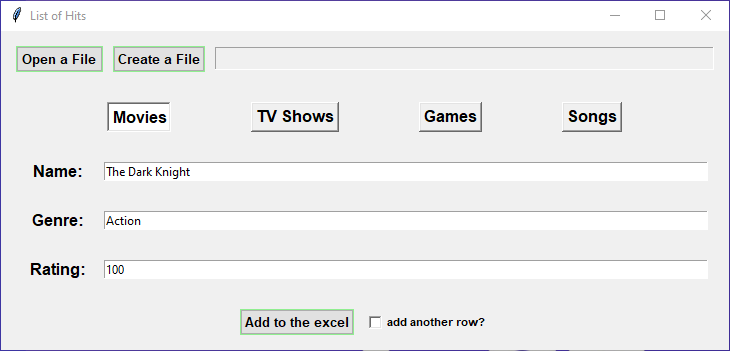 List of Hits
Open a File Create a File
Movies TV Shows Games Songs
Name: The Dark Knight
Genre: Action
Rating: 100
Add to the excel add another row?